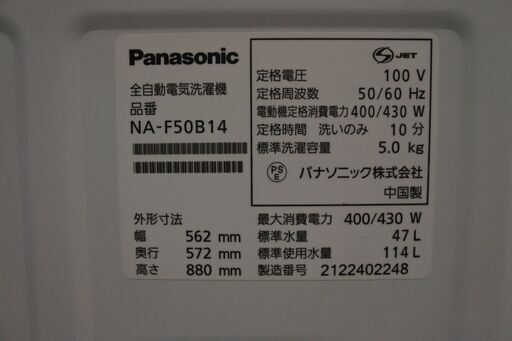 Panasonic
全自動電気洗濯機
品番
NA-F50B14
外形寸法
幅 562 mm
奥行 572 mm
高さ 880 mm
S JET
定格電圧 100 V
定格周波数 50/60 Hz
電動機定格消費電力 400/430 W
定格時間 洗いのみ 10 分
標準洗濯容量 5.0 kg
PS E パナソニック株式会社
中国製
最大消費電力 400/430 W
標準水量 47 L
標準使用水量 114 L
製造番号 2122402248